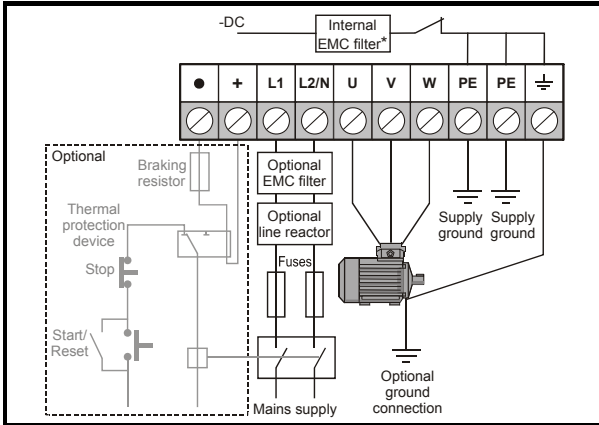 -DC
Internal
EMC filter*
● + L1 L2/N U V W PE PE ⏚
Optional
Braking
resistor
Thermal
protection
device
Stop
Start/
Reset
Optional
EMC filter
Optional
line reactor
Fuses
Mains supply
Supply
ground
Supply
ground
Optional
ground
connection